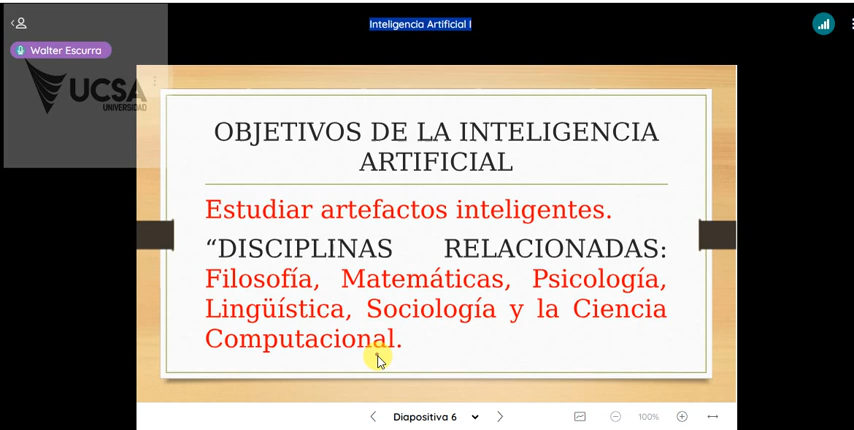 Inteligencia Artificial I
Walter Escurra
UCSA
UNIVERSIDAD
OBJETIVOS DE LA INTELIGENCIA
ARTIFICIAL
Estudiar artefactos inteligentes.
“DISCIPLINAS RELACIONADAS:
Filosofía, Matemáticas, Psicología,
Lingüística, Sociología y la Ciencia
Computacional.
Diapositiva 6
100%